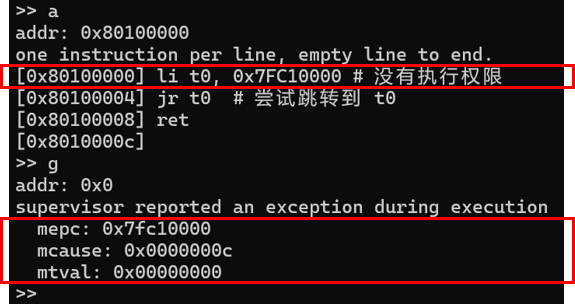 >> a
addr: 0x80100000
one instruction per line, empty line to end.
[0x80100000] li t0, 0x7FC10000 # 没有执行权限
[0x80100004] jr t0  # 尝试跳转到 t0
[0x80100008] ret
[0x8010000c]
>> g
addr: 0x0
supervisor reported an exception during execution
  mepc: 0x7fc10000
  mcause: 0x0000000c
  mtval: 0x00000000
>>